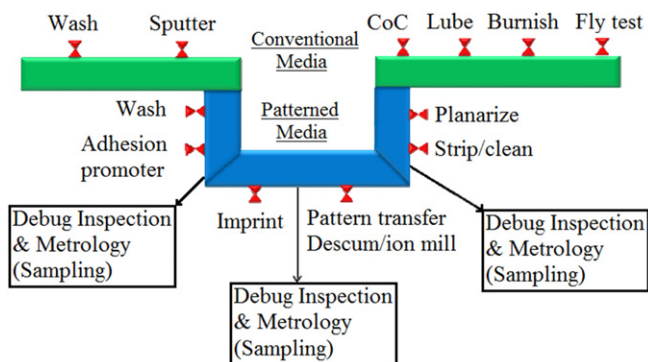 Wash
Sputter
Conventional
Media
CoC
Lube
Burnish
Fly test
Wash
Adhesion
promoter
Patterned
Media
Planarize
Strip/clean
Imprint
Pattern transfer
Descum/ion mill
Debug Inspection
& Metrology
(Sampling)
Debug Inspection
& Metrology
(Sampling)
Debug Inspection
& Metrology
(Sampling)